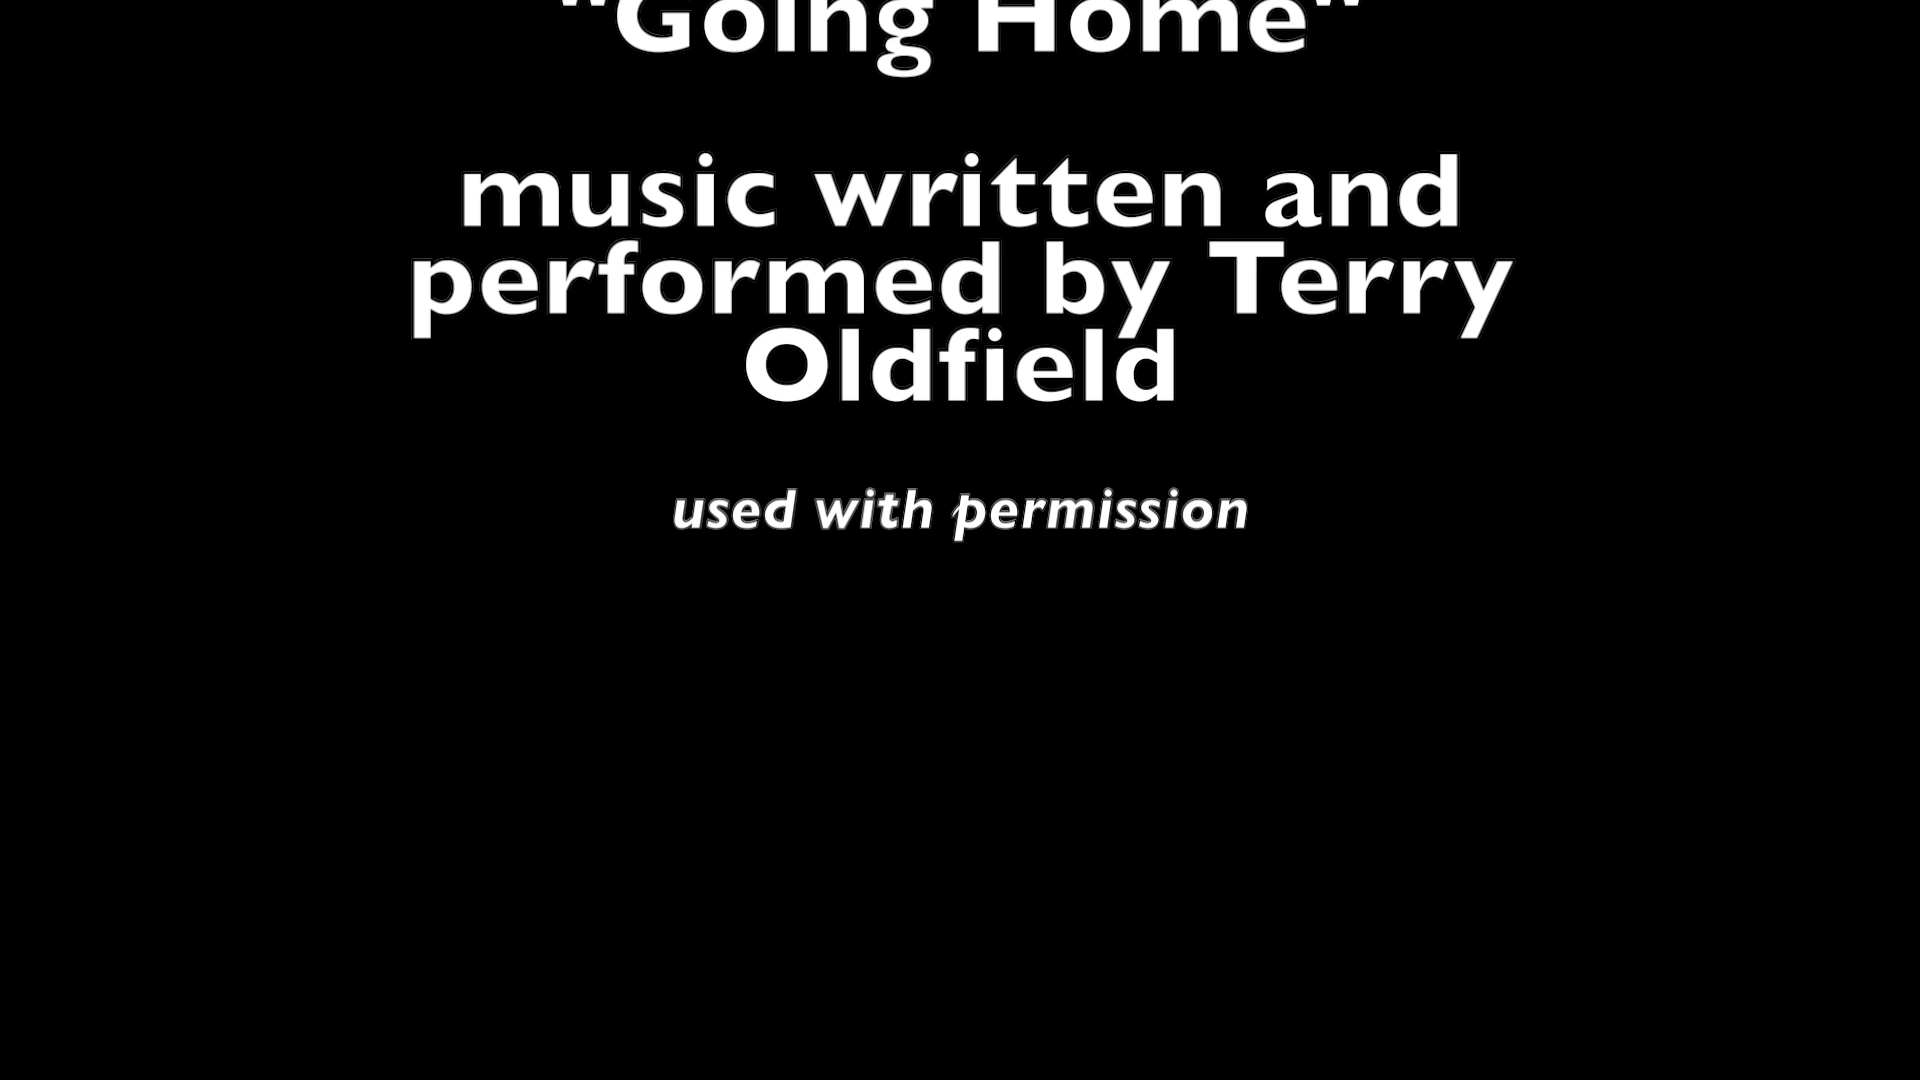 "Going Home"
music written and
performed by Terry
Oldfield
used with permission